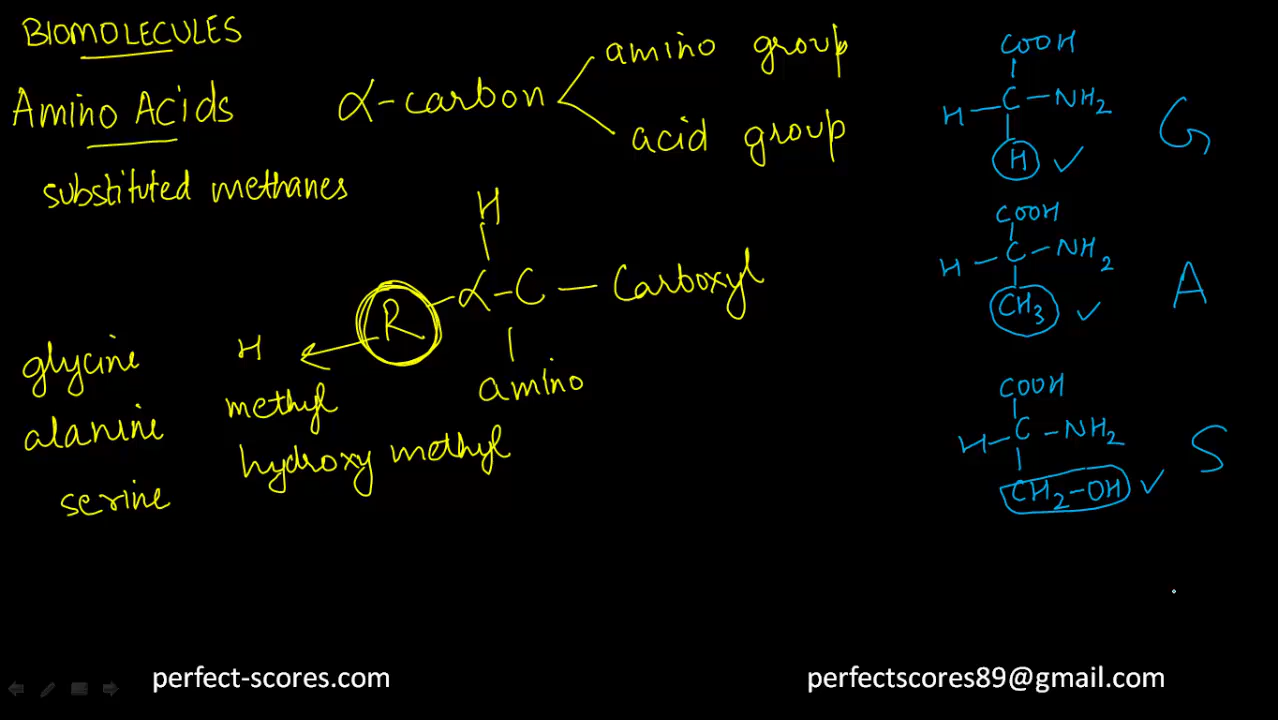 BIOMOLECULES
Amino Acids
substituted methanes
α-carbon
amino group
acid group
H
R - α - C - Carboxyl
amino
glycine H
alanine methyl
serine hydroxy methyl
COOH
H - C - NH2
H ✓
G
COOH
H - C - NH2
CH3 ✓
A
COOH
H - C - NH2
CH2-OH ✓
S
perfect-scores.com
perfectscores89@gmail.com